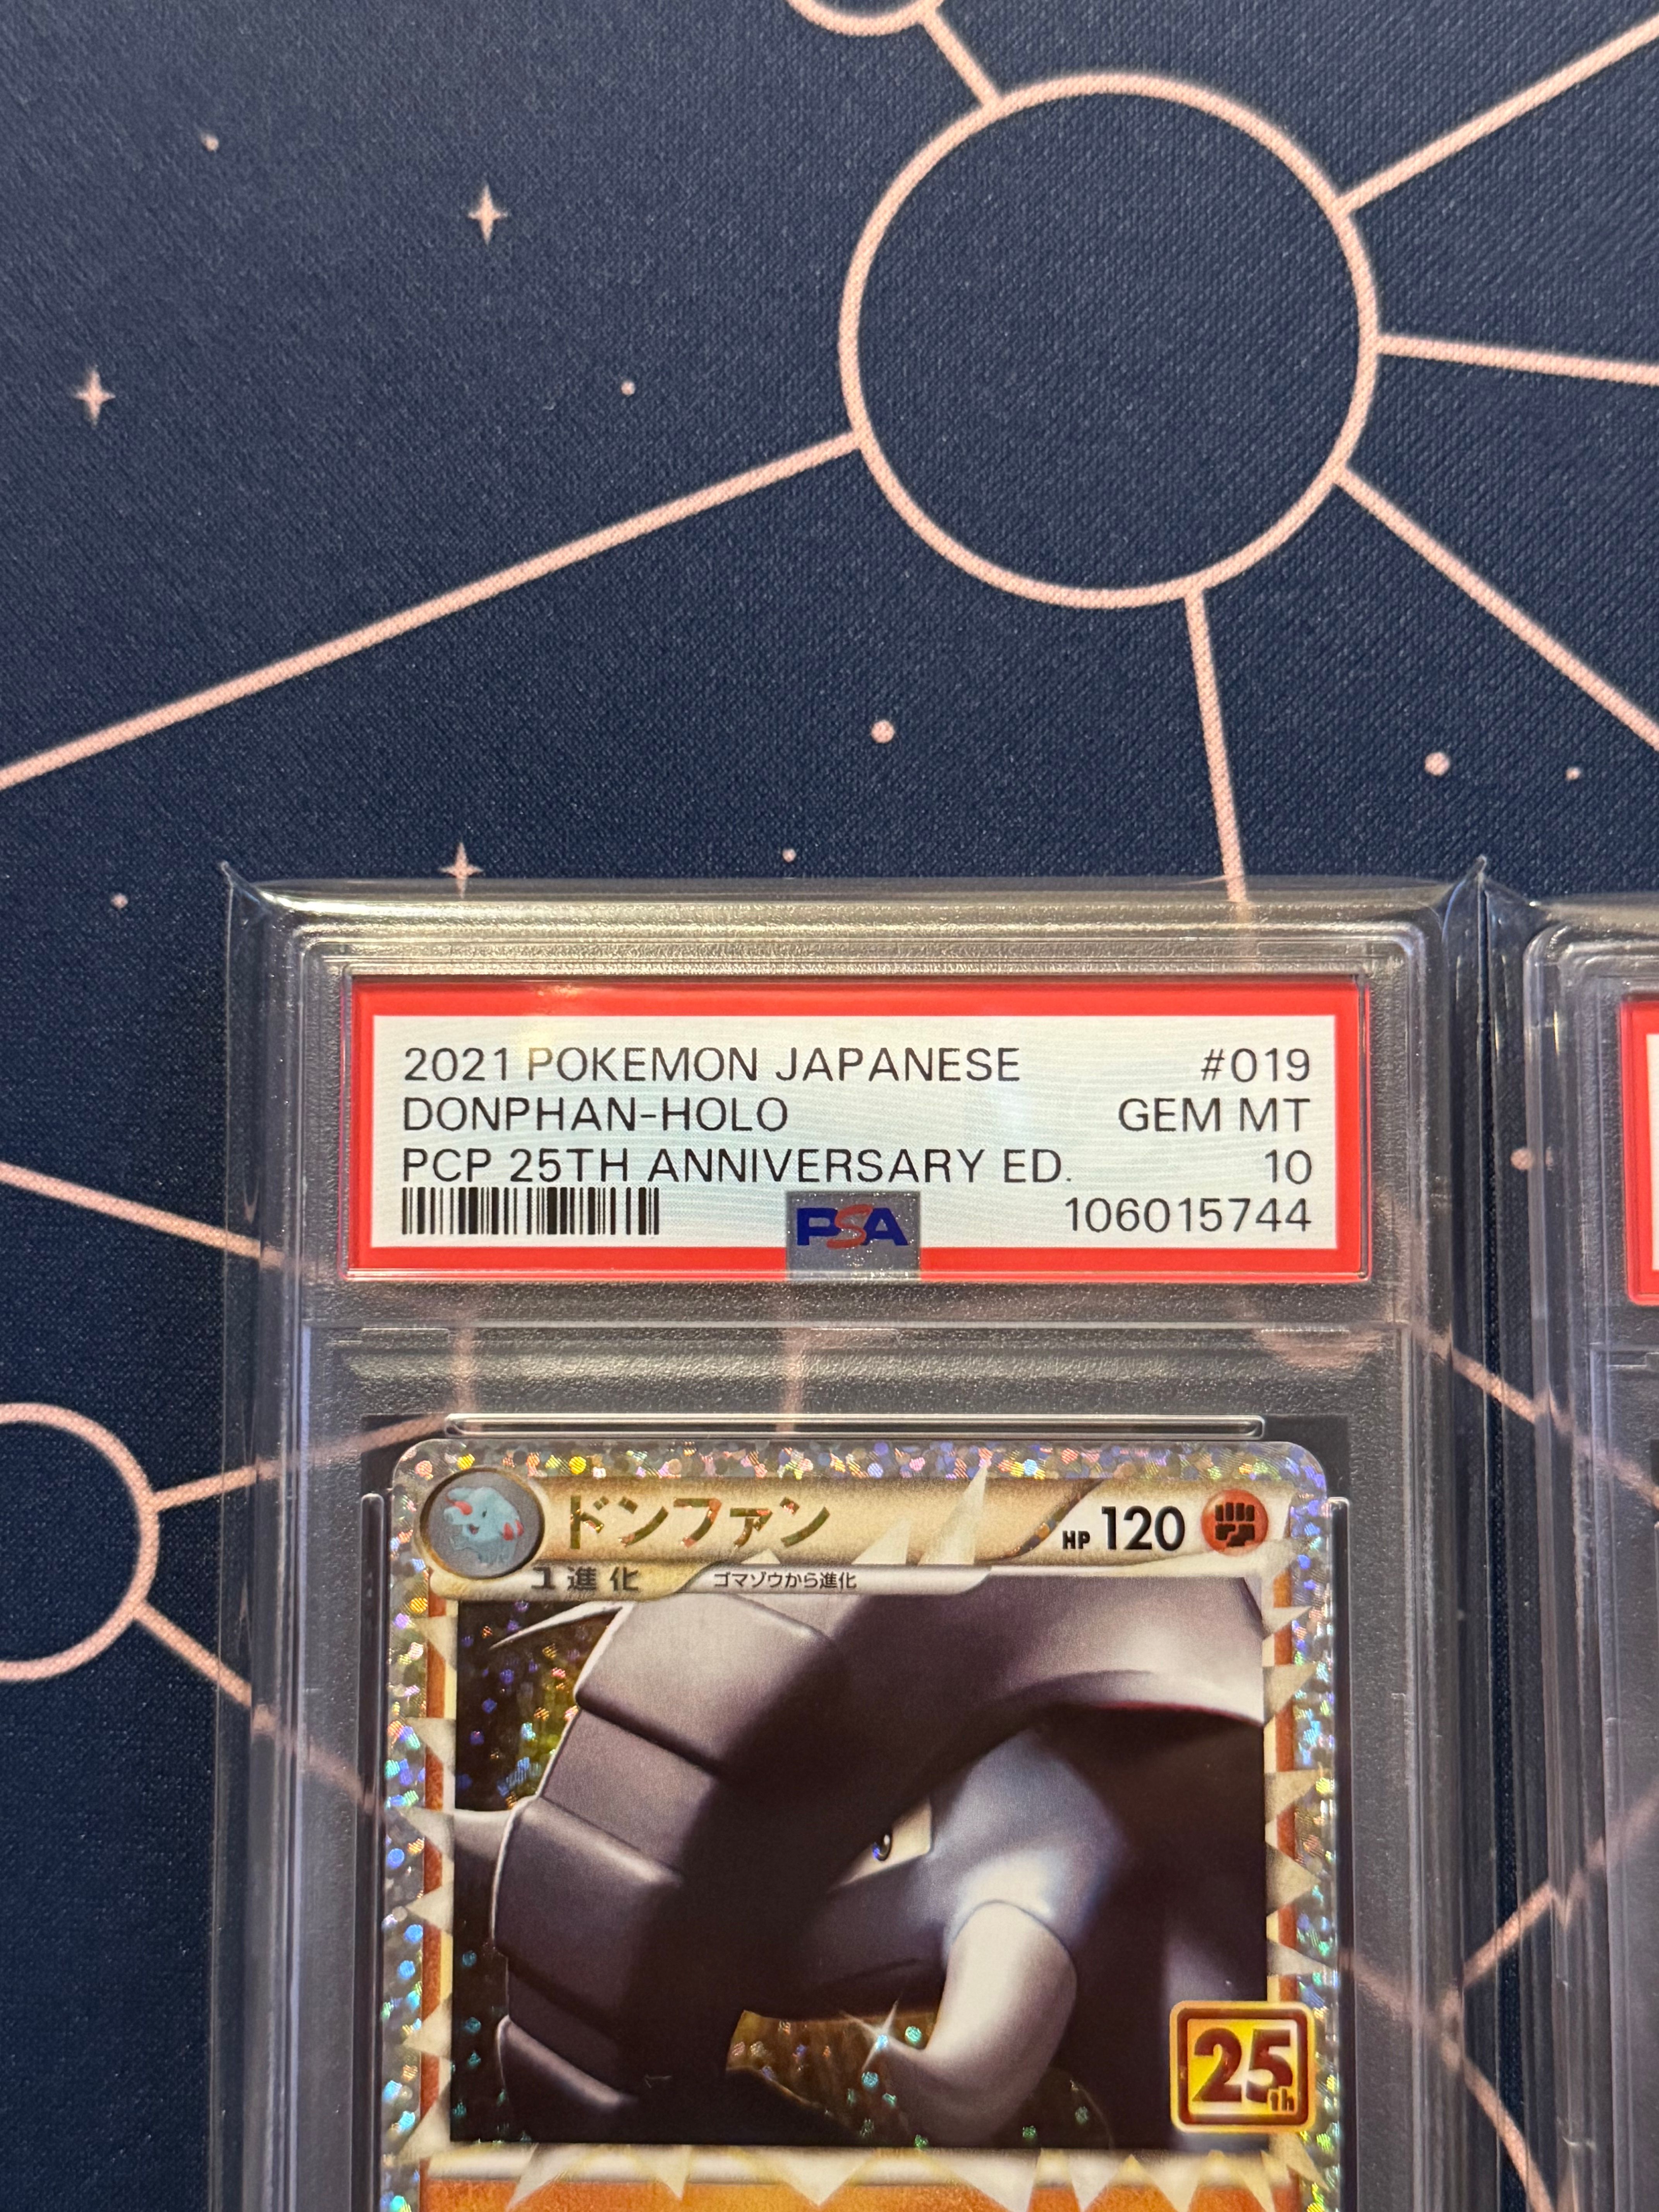 2021 POKEMON JAPANESE #019
DONPHAN-HOLO GEM MT
PCP 25TH ANNIVERSARY ED. 10
PSA 106015744
ドンファン HP 120
1進化 ゴマゾウから進化
25th